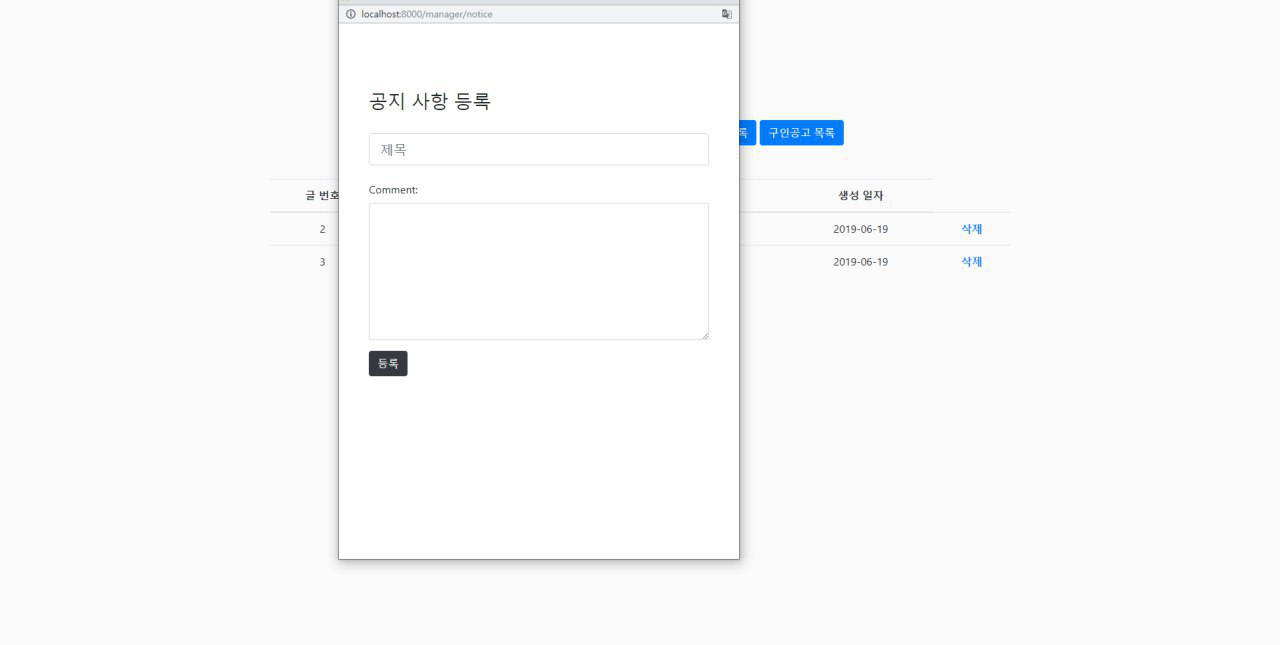 localhost:8000/manager/notice
공지 사항 등록
제목
Comment:
등록
록 구인공고 목록
글 번호 생성 일자
2 2019-06-19 삭제
3 2019-06-19 삭제